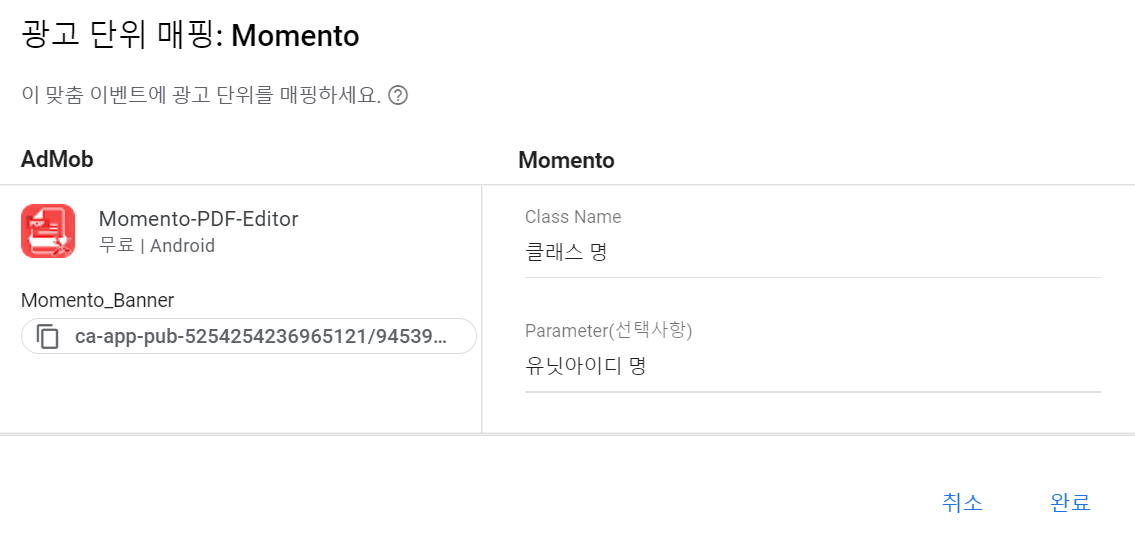 광고 단위 매핑: Momento
이 맞춤 이벤트에 광고 단위를 매핑하세요.
AdMob
Momento
Momento-PDF-Editor
무료 | Android
Momento_Banner
ca-app-pub-5254254236965121/94539...
Class Name
클래스 명
Parameter(선택사항)
유닛아이디 명
취소
완료